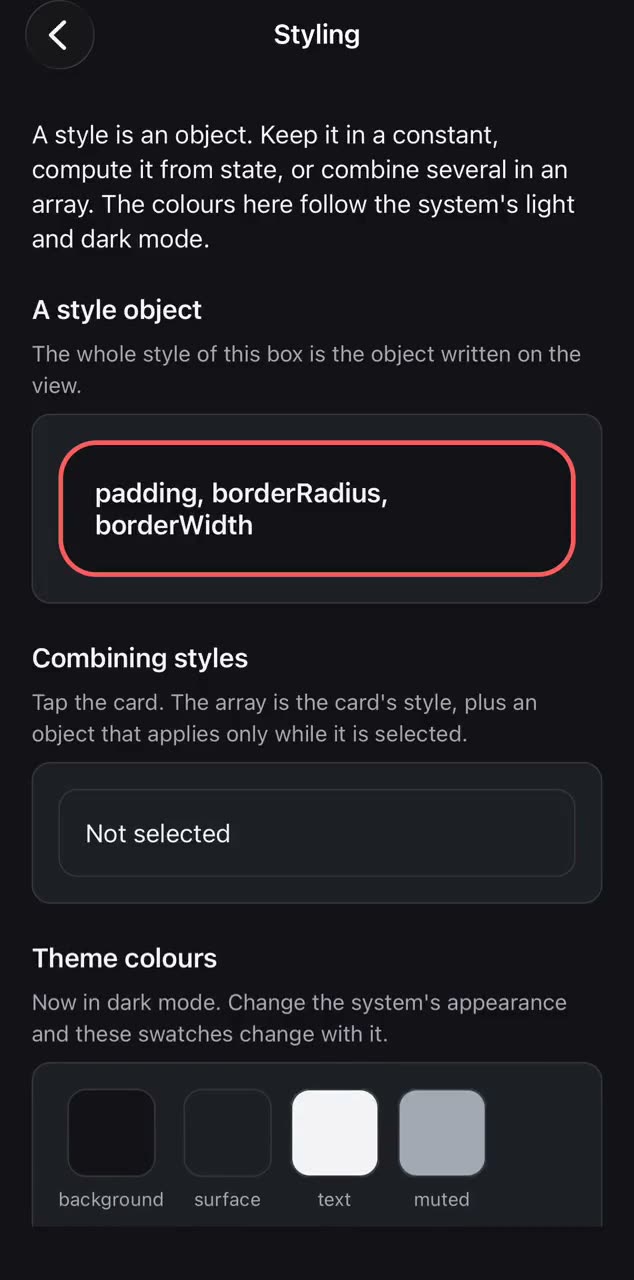 Styling
A style is an object. Keep it in a constant,
compute it from state, or combine several in an
array. The colours here follow the system's light
and dark mode.
A style object
The whole style of this box is the object written on the
view.
padding, borderRadius,
borderWidth
Combining styles
Tap the card. The array is the card's style, plus an
object that applies only while it is selected.
Not selected
Theme colours
Now in dark mode. Change the system's appearance
and these swatches change with it.
background surface text muted